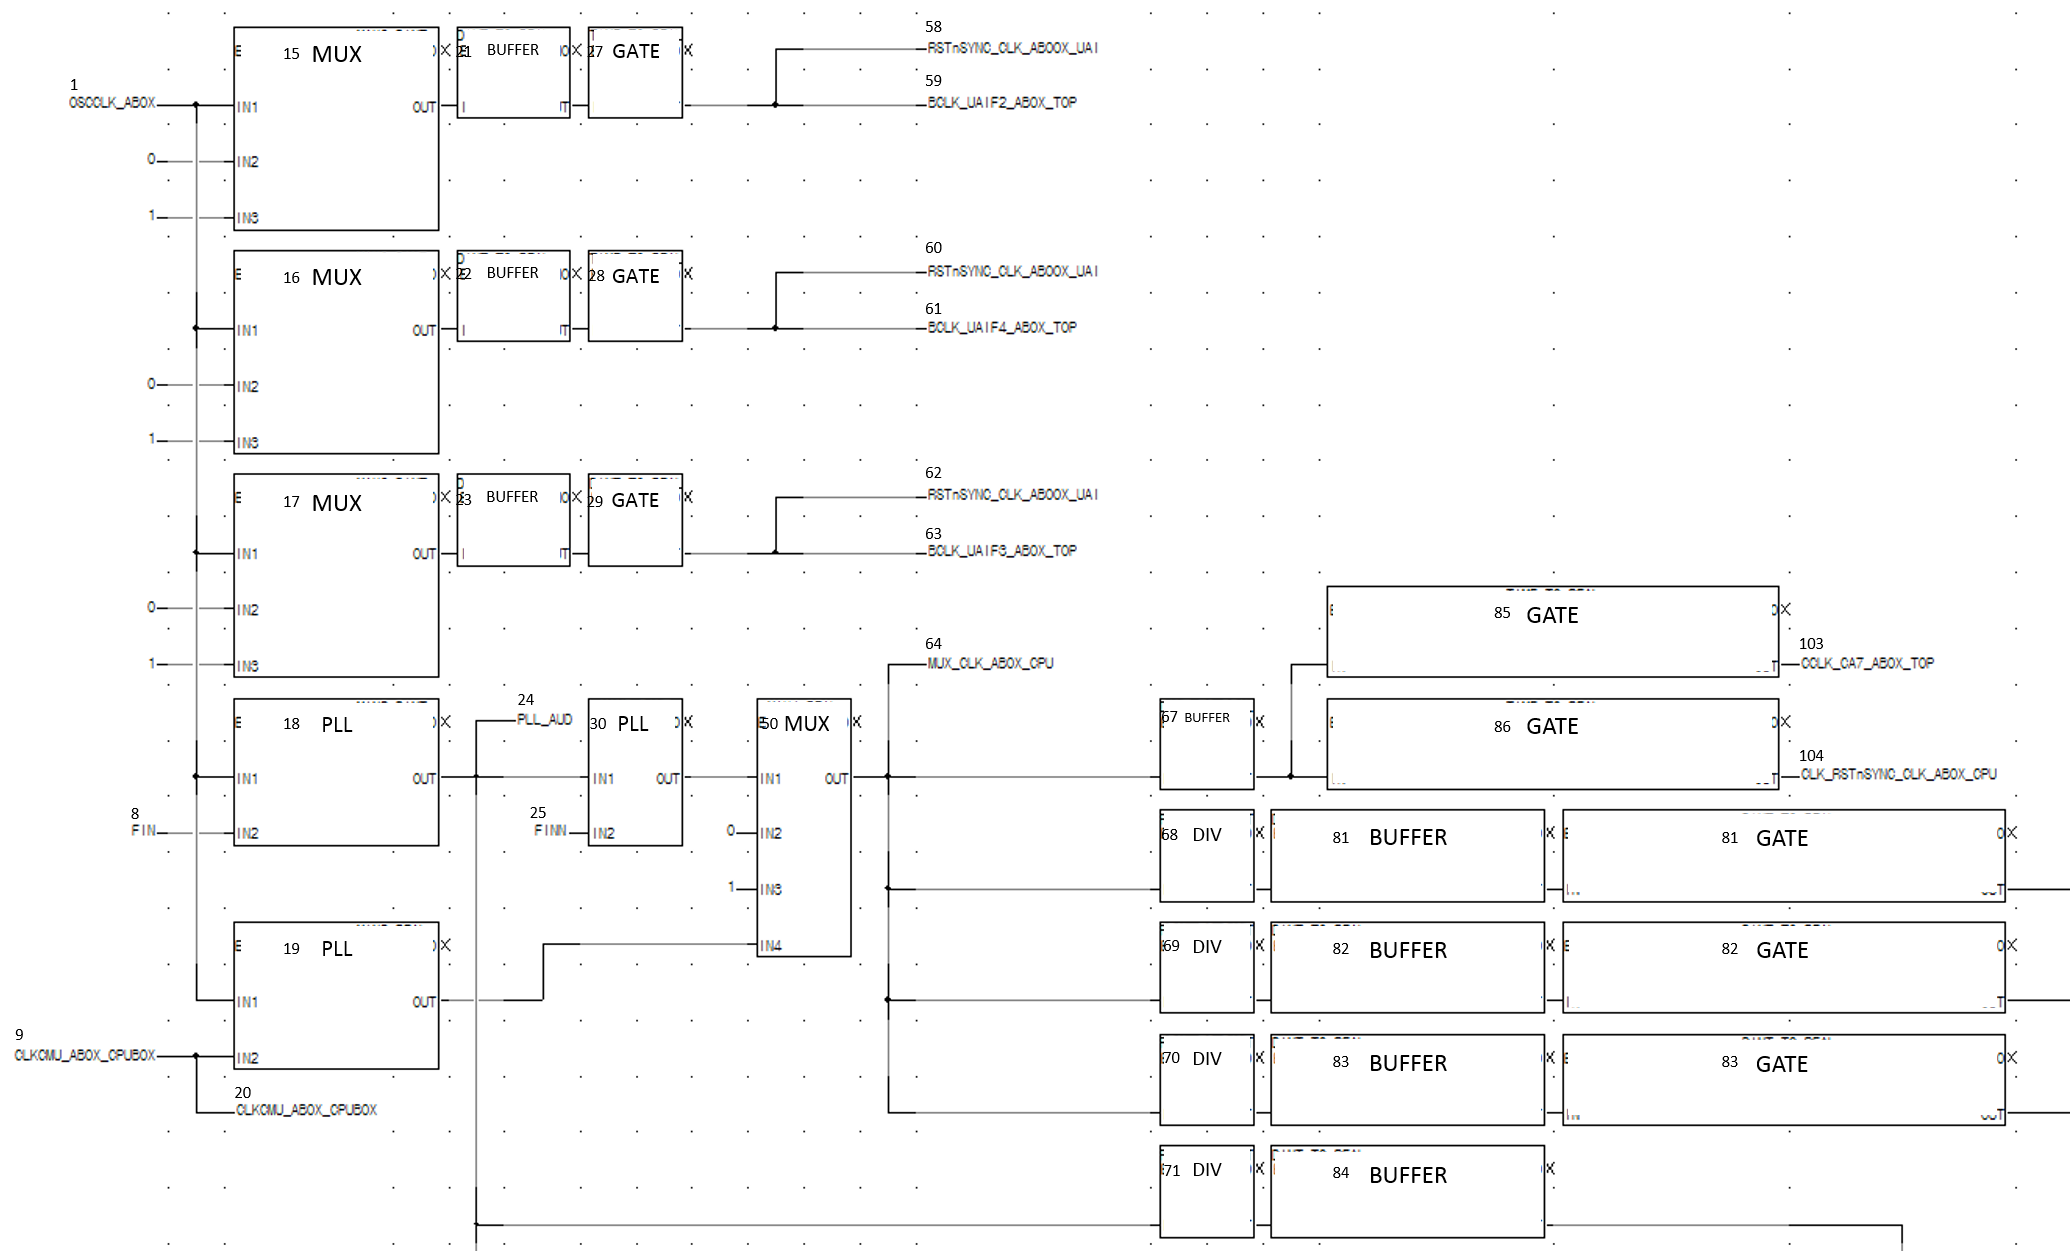 58
15 MUX
21 BUFFER
27 GATE
RSTnSYNC_CLK_ABOOX_UAI
1
59
OSCCLK_ABOX
IN1
OUT
BCLK_UAIF2_ABOX_TOP
0
IN2
1
IN3
60
16 MUX
22 BUFFER
28 GATE
RSTnSYNC_CLK_ABOOX_UAI
61
IN1
OUT
BCLK_UAIF4_ABOX_TOP
0
IN2
1
IN3
62
17 MUX
23 BUFFER
29 GATE
RSTnSYNC_CLK_ABOOX_UAI
63
IN1
OUT
BCLK_UAIF3_ABOX_TOP
0
IN2
85 GATE
64
103
1
IN3
MUX_CLK_ABOX_CPU
CCLK_CA7_ABOX_TOP
24
18 PLL
PLL_AUD
30 PLL
50 MUX
67 BUFFER
86 GATE
104
IN1
OUT
IN1
OUT
IN1
OUT
CLK_RSTnSYNC_CLK_ABOX_CPU
8
25
FIN
IN2
FINN
IN2
0
IN2
68 DIV
81 BUFFER
81 GATE
1
IN3
19 PLL
IN4
69 DIV
82 BUFFER
82 GATE
IN1
OUT
9
CLKCMU_ABOX_CPUBOX
IN2
70 DIV
83 BUFFER
83 GATE
20
CLKCMU_ABOX_CPUBOX
71 DIV
84 BUFFER